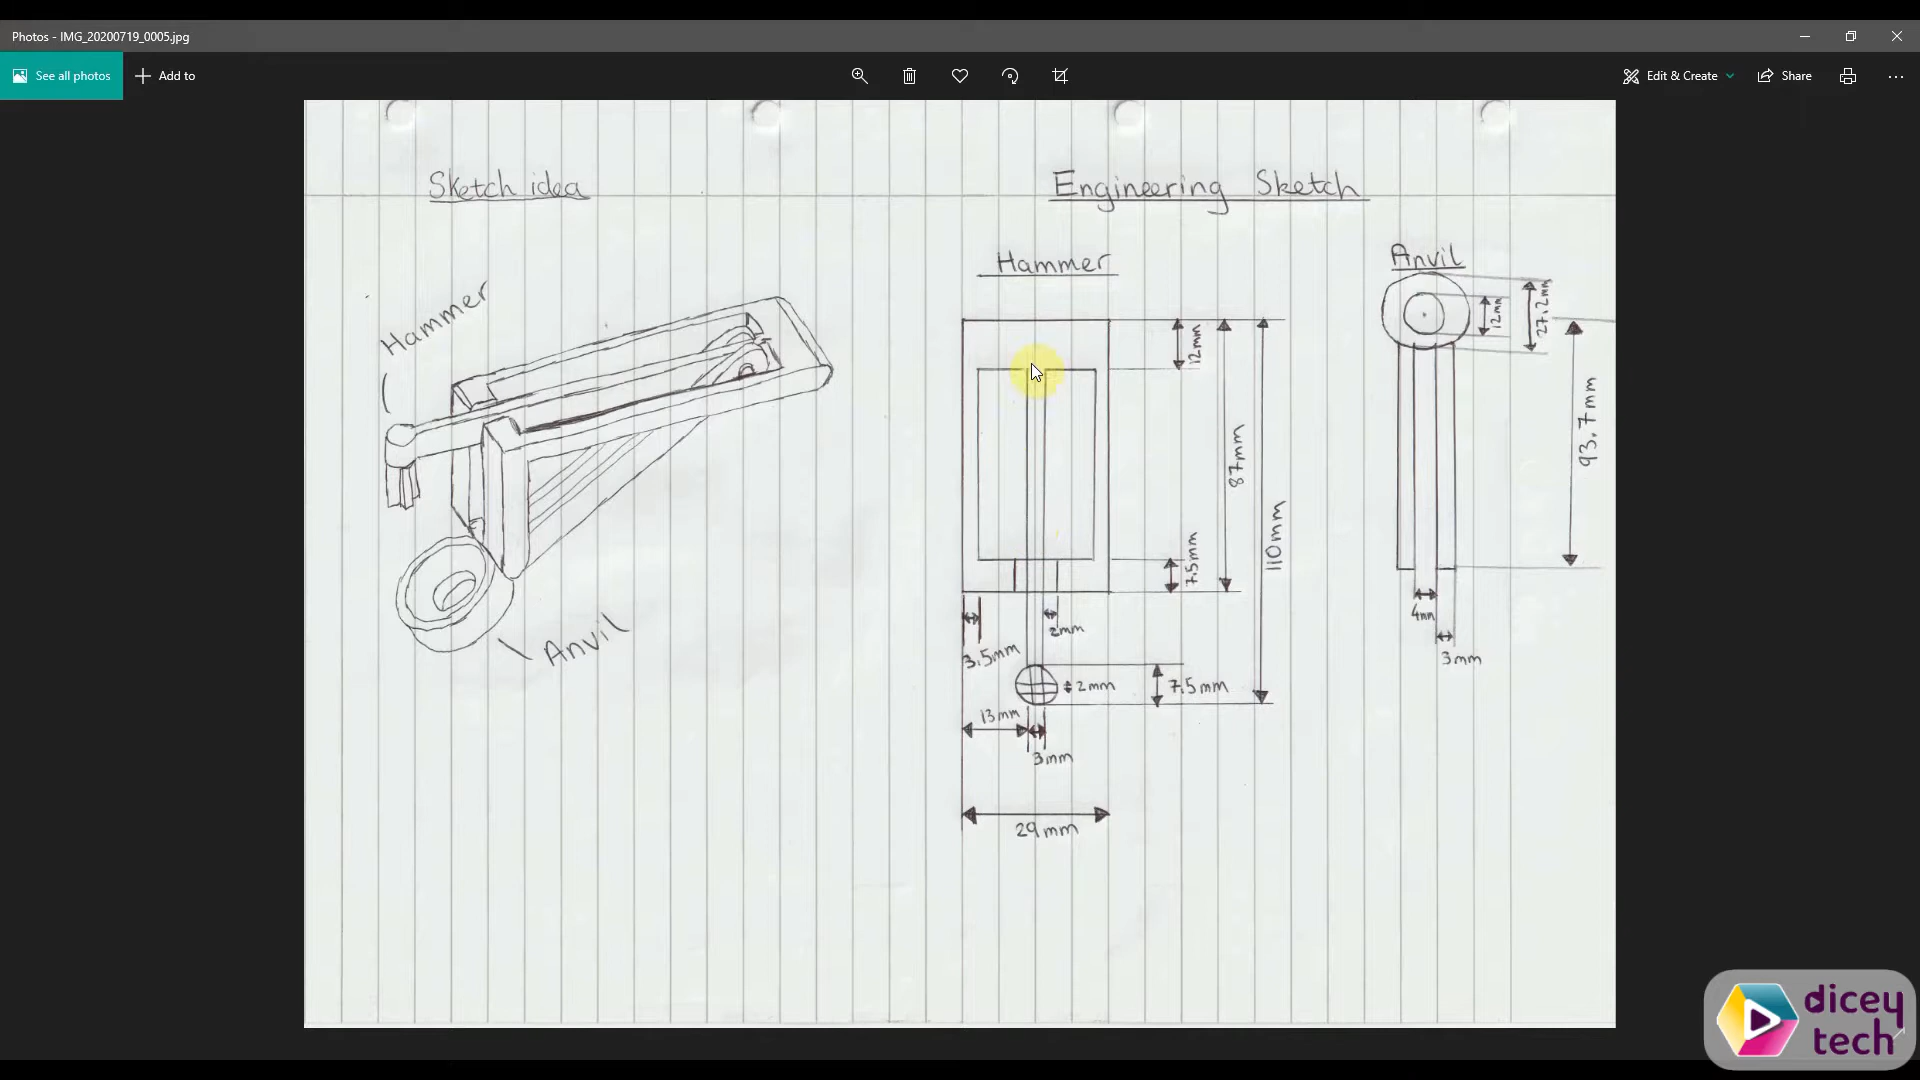 Photos - IMG_20200719_0005.jpg
See all photos
Add to
Edit & Create
Share
Sketch idea
Engineering Sketch
Hammer
Anvil
Hammer
Anvil
12mm
87mm
110mm
7.5mm
2mm
3.5mm
2mm
7.5mm
13mm
3mm
29mm
12mm
27.2mm
93.7mm
4mm
3mm
dicey
tech